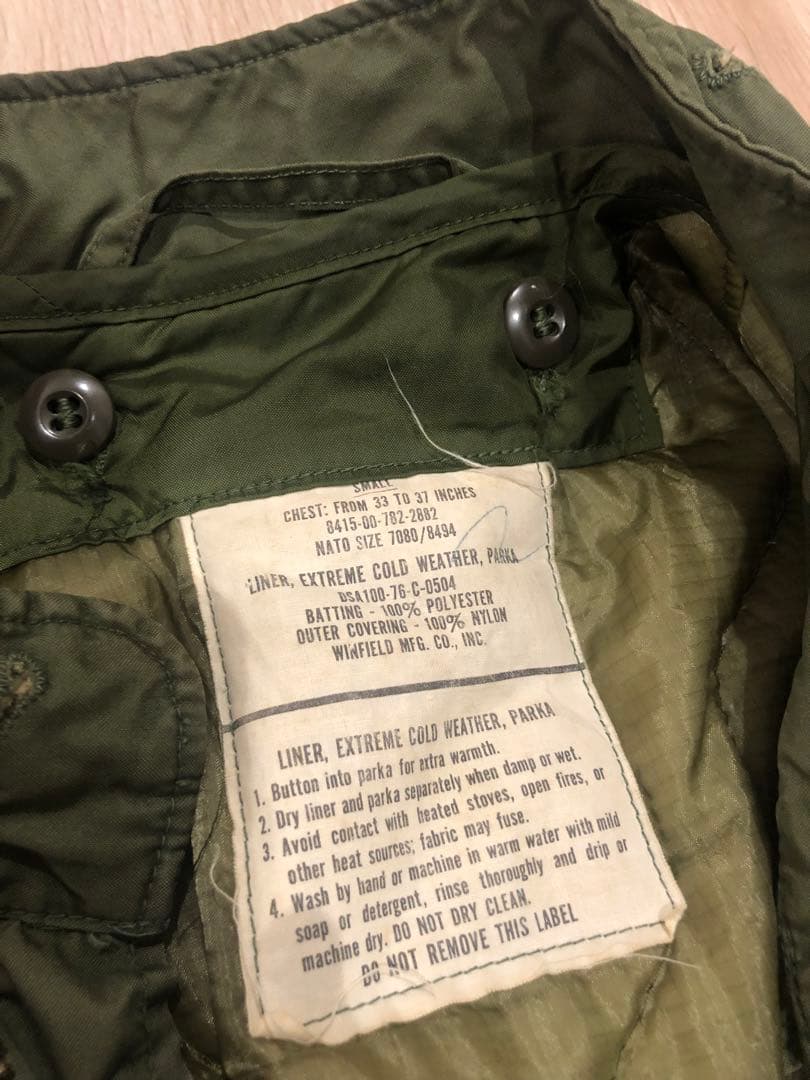 SMALL
CHEST: FROM 33 TO 37 INCHES
8415-00-782-2882
NATO SIZE 7080/8494
LINER, EXTREME COLD WEATHER, PARKA
DSA100-76-C-0504
BATTING - 100% POLYESTER
OUTER COVERING - 100% NYLON
WINFIELD MFG. CO., INC.
LINER, EXTREME COLD WEATHER, PARKA
1. Button into parka for extra warmth.
2. Dry liner and parka separately when damp or wet.
3. Avoid contact with heated stoves, open fires, or
other heat sources; fabric may fuse.
4. Wash by hand or machine in warm water with mild
soap or detergent, rinse thoroughly and drip or
machine dry. DO NOT DRY CLEAN.
DO NOT REMOVE THIS LABEL